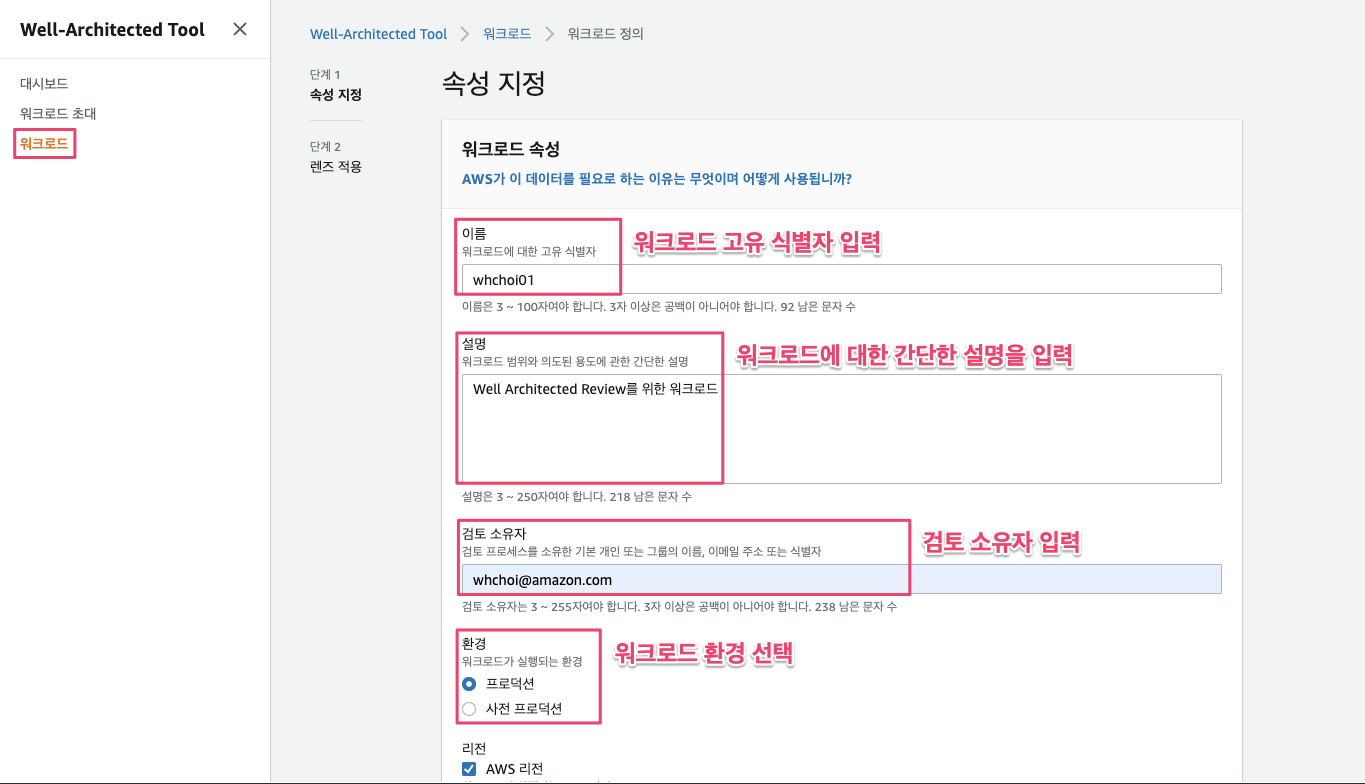 Well-Architected Tool
대시보드
워크로드 초대
워크로드
Well-Architected Tool > 워크로드 > 워크로드 정의
단계 1
속성 지정
단계 2
렌즈 적용
속성 지정
워크로드 속성
AWS가 이 데이터를 필요로 하는 이유는 무엇이며 어떻게 사용됩니까?
이름
워크로드에 대한 고유 식별자
워크로드 고유 식별자 입력
whchoi01
이름은 3 ~ 100자여야 합니다. 3자 이상은 공백이 아니어야 합니다. 92 남은 문자 수
설명
워크로드 범위와 의도된 용도에 관한 간단한 설명
워크로드에 대한 간단한 설명을 입력
Well Architected Review를 위한 워크로드
설명은 3 ~ 250자여야 합니다. 218 남은 문자 수
검토 소유자
검토 프로세스를 소유한 기본 개인 또는 그룹의 이름, 이메일 주소 또는 식별자
검토 소유자 입력
whchoi@amazon.com
검토 소유자는 3 ~ 255자여야 합니다. 3자 이상은 공백이 아니어야 합니다. 238 남은 문자 수
환경
워크로드가 실행되는 환경
워크로드 환경 선택
프로덕션
사전 프로덕션
리전
AWS 리전